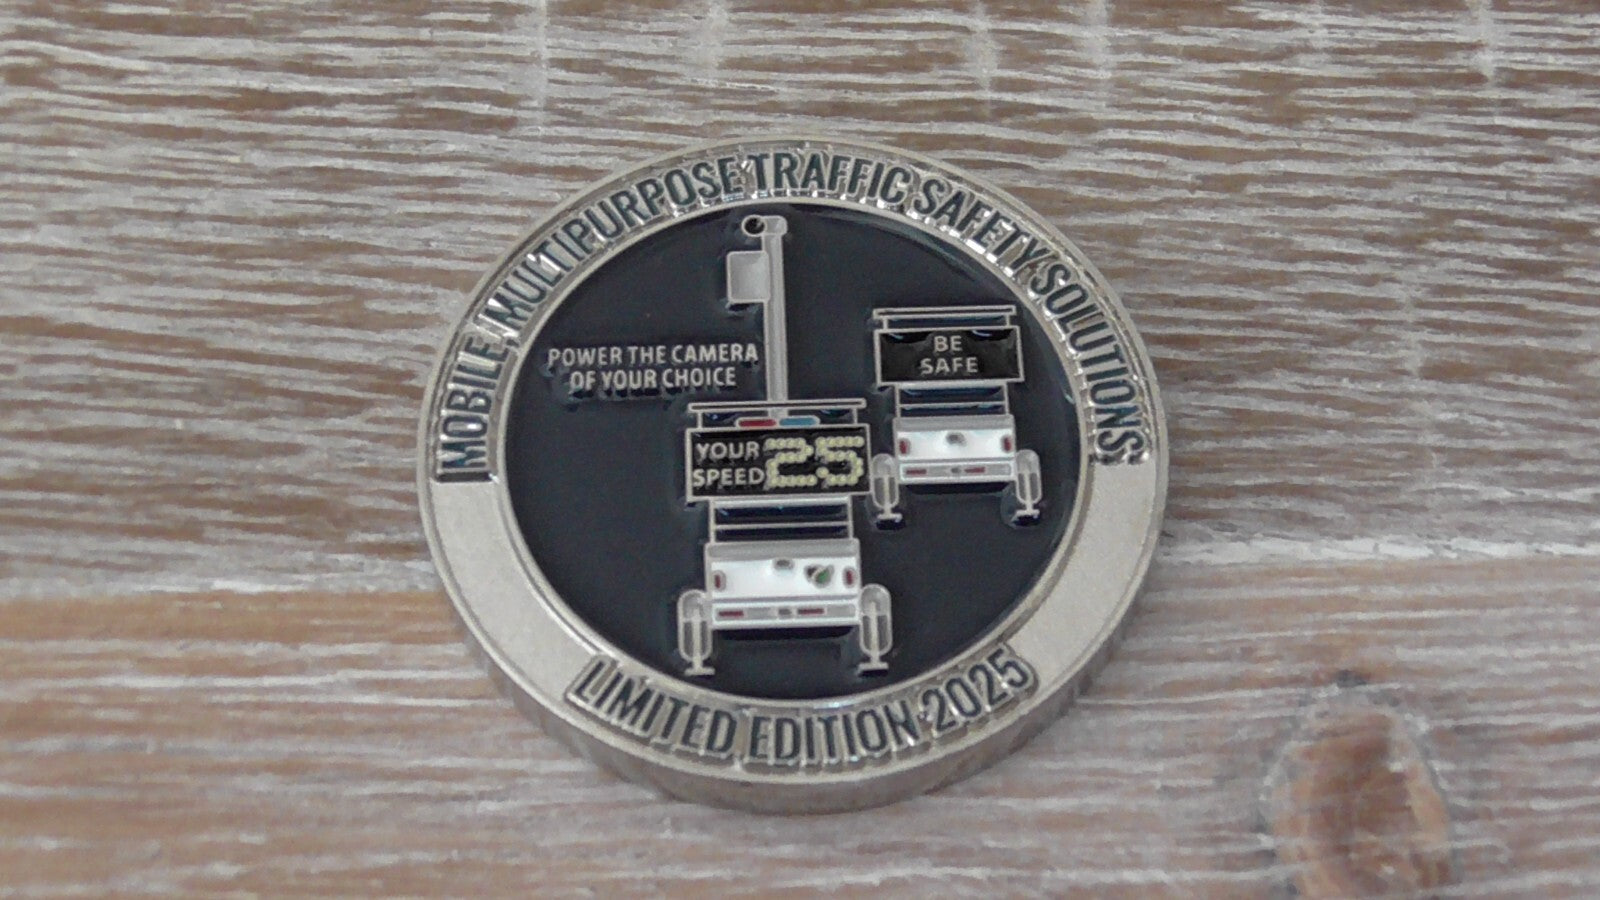 MOBILE, MULTIPURPOSE TRAFFIC SAFETY SOLUTIONS
POWER THE CAMERA
OF YOUR CHOICE
BE
SAFE
YOUR
SPEED
25
LIMITED EDITION 2025